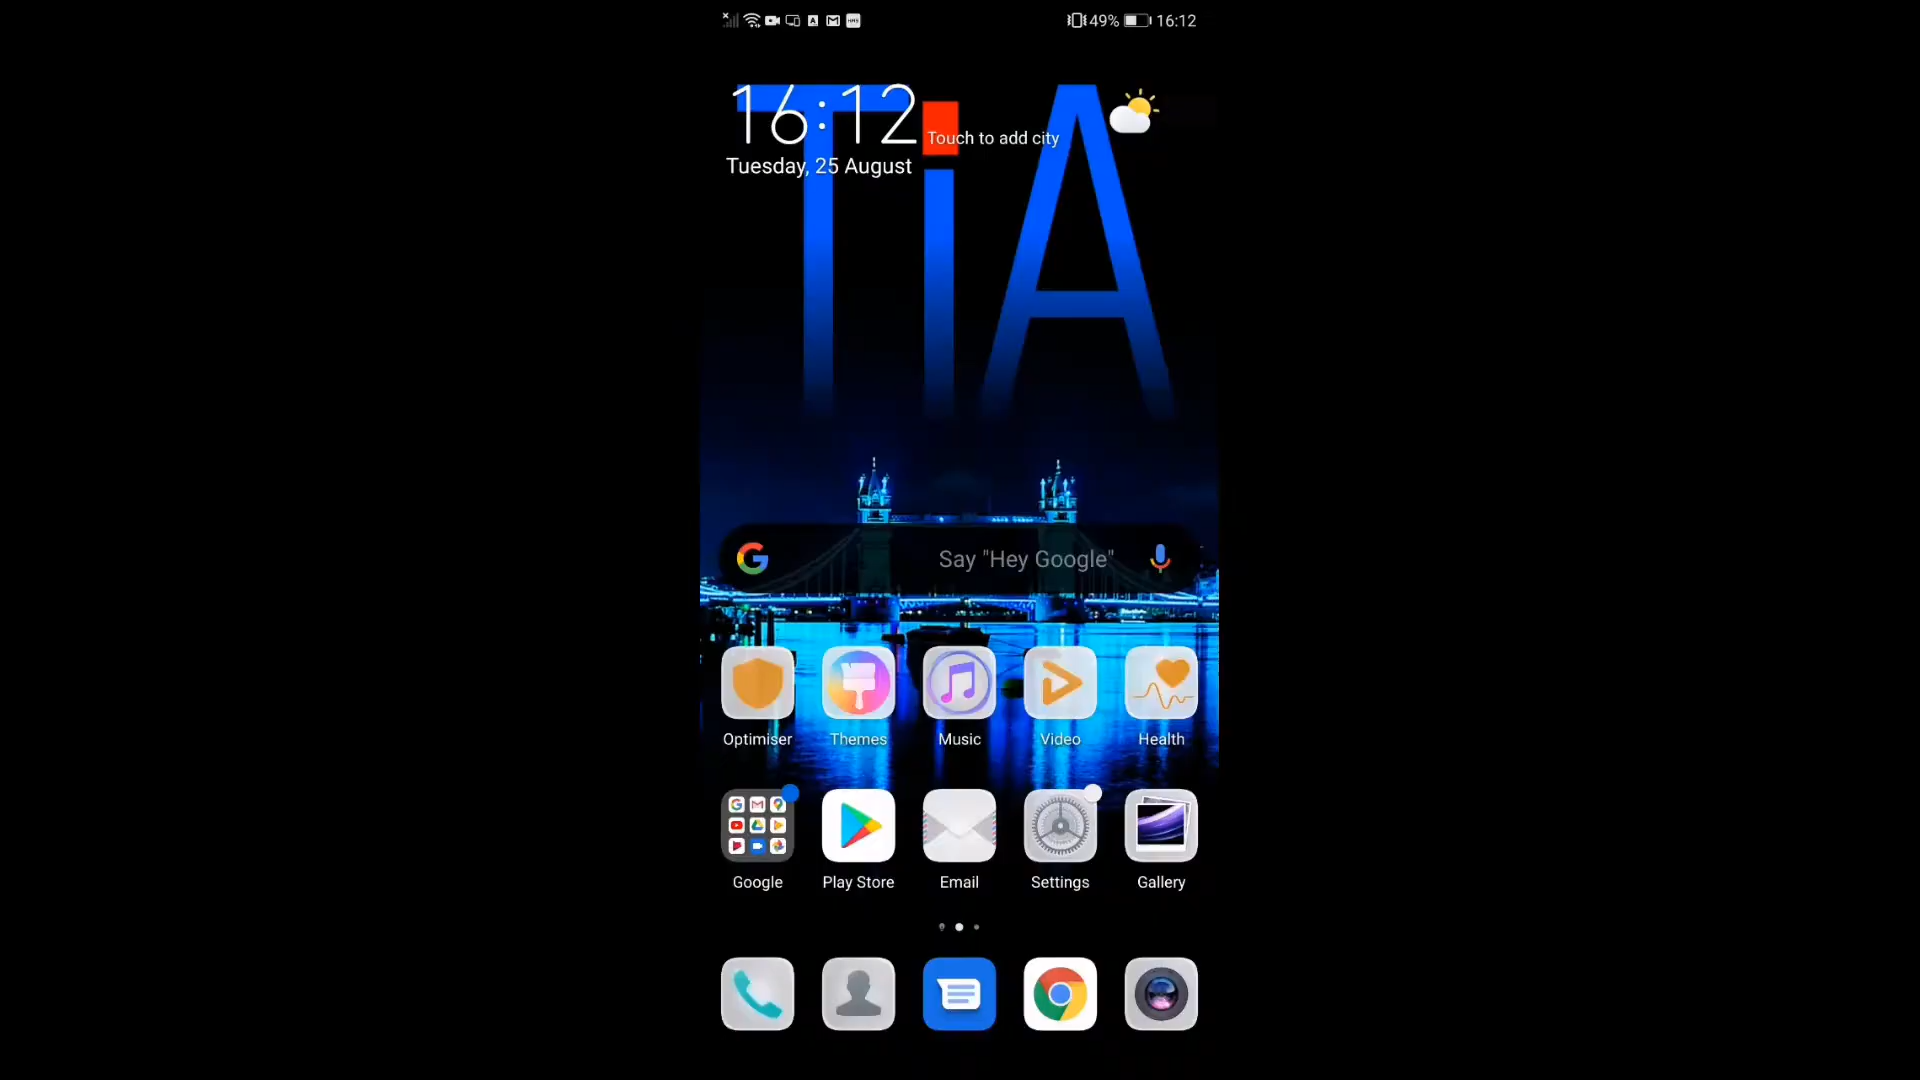 49% 16:12
TiA
16:12
Touch to add city
Tuesday, 25 August
Say "Hey Google"
Optimiser Themes Music Video Health
Google Play Store Email Settings Gallery